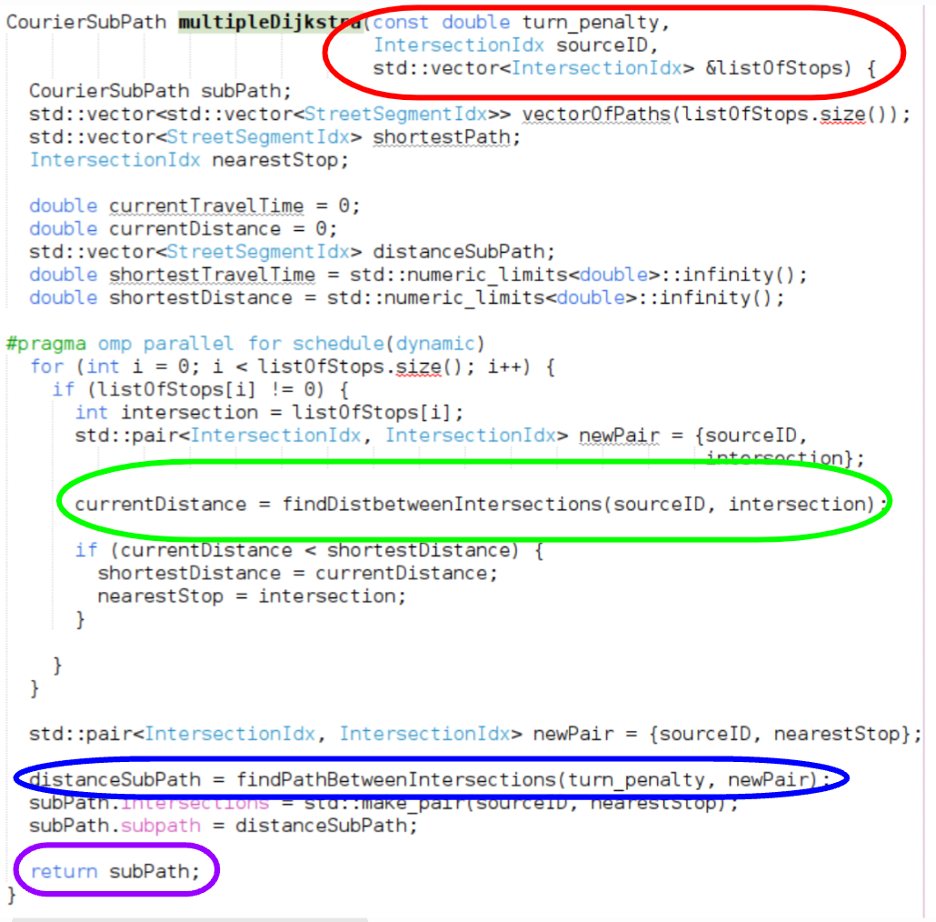 CourierSubPath multipleDijkstra(const double turn_penalty,
IntersectionIdx sourceID,
std::vector<IntersectionIdx> &listOfStops) {
CourierSubPath subPath;
std::vector<std::vector<StreetSegmentIdx>> vectorOfPaths(listOfStops.size());
std::vector<StreetSegmentIdx> shortestPath;
IntersectionIdx nearestStop;
double currentTravelTime = 0;
double currentDistance = 0;
std::vector<StreetSegmentIdx> distanceSubPath;
double shortestTravelTime = std::numeric_limits<double>::infinity();
double shortestDistance = std::numeric_limits<double>::infinity();
#pragma omp parallel for schedule(dynamic)
for (int i = 0; i < listOfStops.size(); i++) {
if (listOfStops[i] != 0) {
int intersection = listOfStops[i];
std::pair<IntersectionIdx, IntersectionIdx> newPair = {sourceID,
intersection};
currentDistance = findDistbetweenIntersections(sourceID, intersection);
if (currentDistance < shortestDistance) {
shortestDistance = currentDistance;
nearestStop = intersection;
}
}
}
std::pair<IntersectionIdx, IntersectionIdx> newPair = {sourceID, nearestStop};
distanceSubPath = findPathBetweenIntersections(turn_penalty, newPair);
subPath.intersections = std::make_pair(sourceID, nearestStop);
subPath.subpath = distanceSubPath;
return subPath;
}